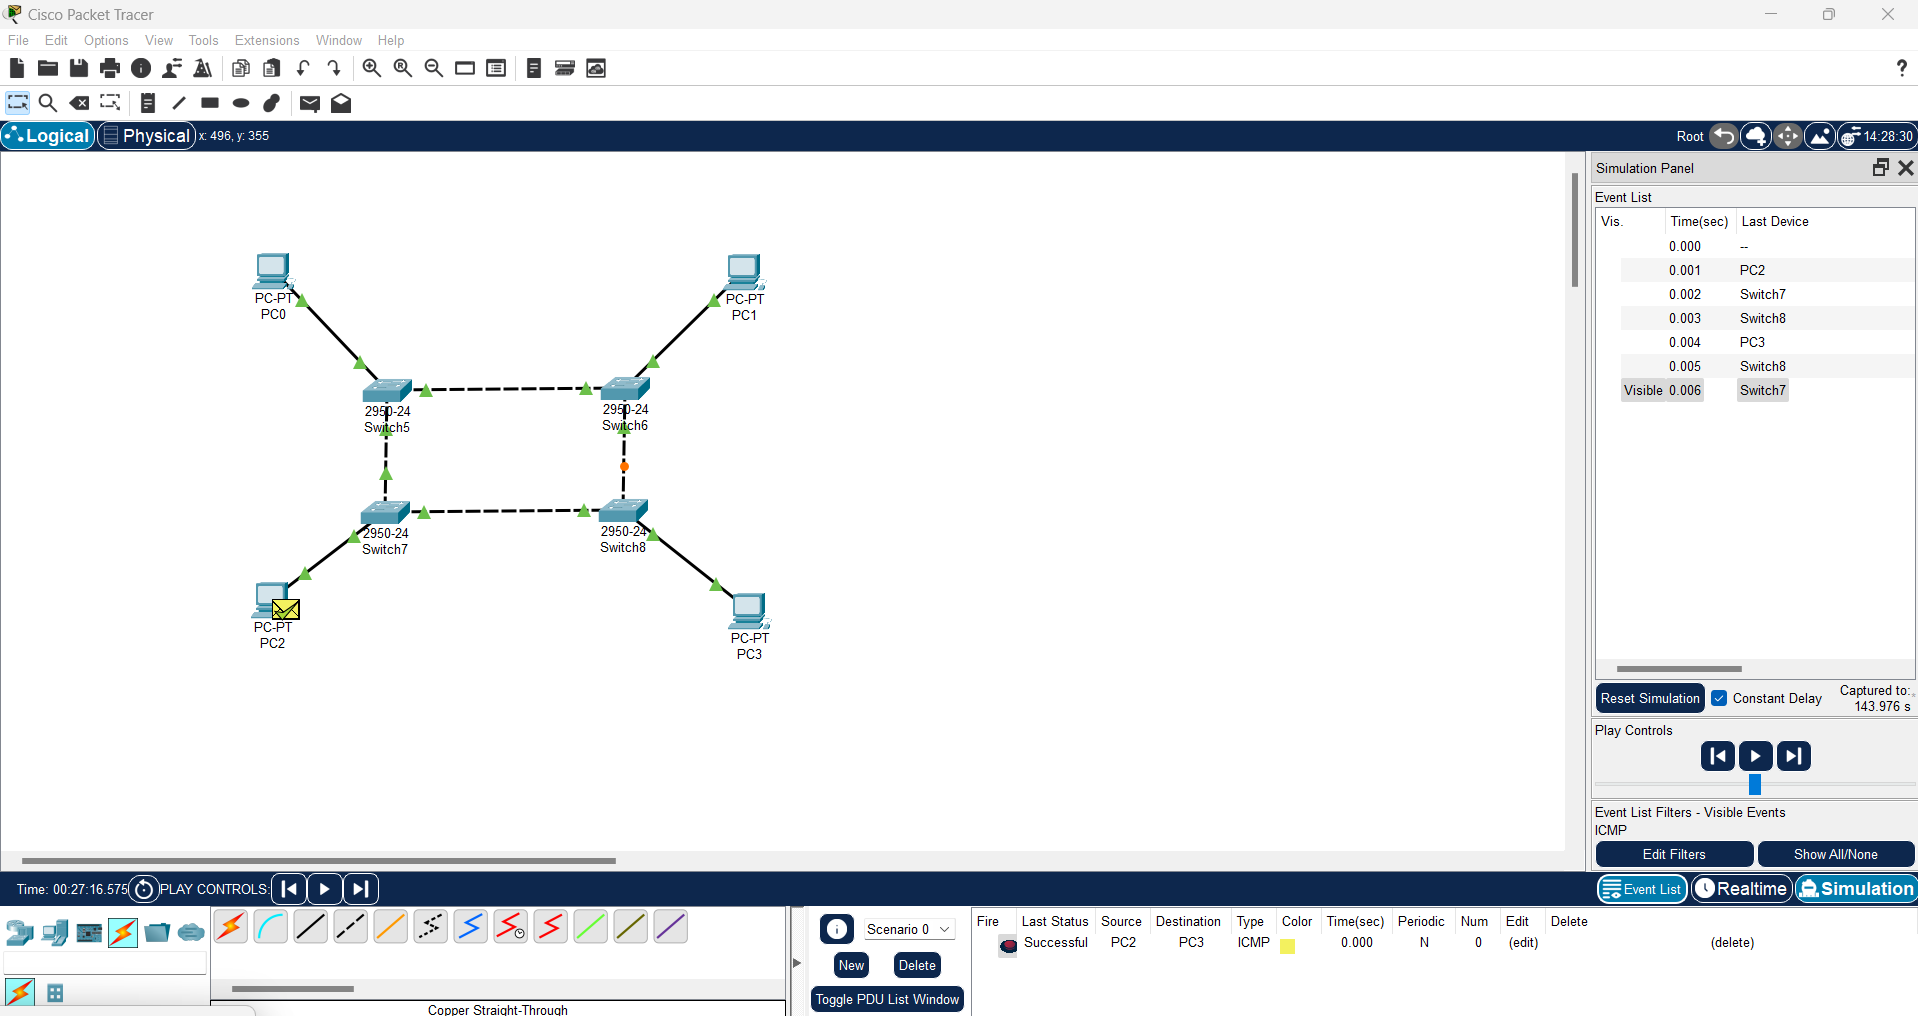 Cisco Packet Tracer
File Edit Options View Tools Extensions Window Help
?
Logical Physical x: 496, y: 355 Root 14:28:30
Simulation Panel
Event List
Vis. Time(sec) Last Device
0.000 --
0.001 PC2
0.002 Switch7
0.003 Switch8
0.004 PC3
0.005 Switch8
Visible 0.006 Switch7
PC-PT
PC0
PC-PT
PC1
2950-24
Switch5
2950-24
Switch6
2950-24
Switch7
2950-24
Switch8
PC-PT
PC2
PC-PT
PC3
Reset Simulation Constant Delay Captured to:
143.976 s
Play Controls
Event List Filters - Visible Events
ICMP
Edit Filters Show All/None
Time: 00:27:16.575 PLAY CONTROLS: Event List Realtime Simulation
Scenario 0
New Delete
Toggle PDU List Window
Fire Last Status Source Destination Type Color Time(sec) Periodic Num Edit Delete
Successful PC2 PC3 ICMP 0.000 N 0 (edit) (delete)
Copper Straight-Through